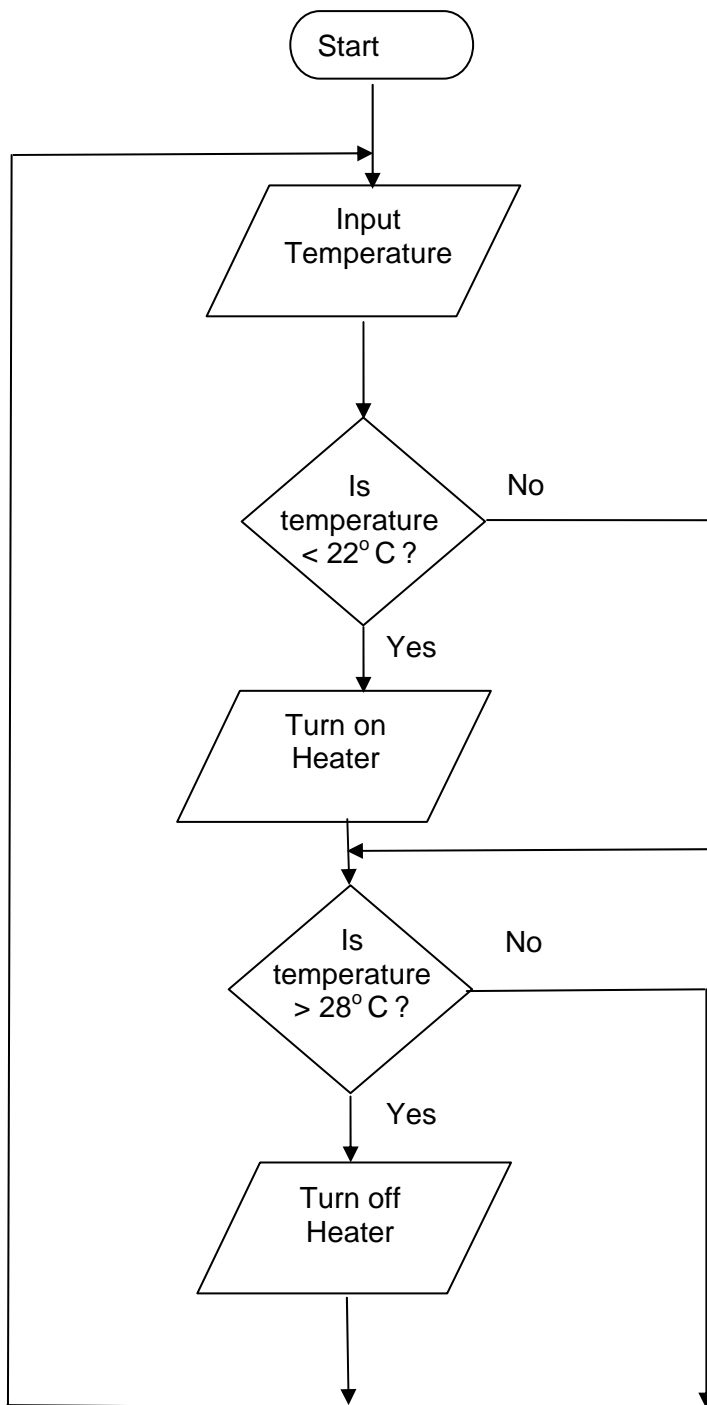 Start
Input
Temperature
Is
temperature
< 22° C ?
No
Yes
Turn on
Heater
Is
temperature
> 28° C ?
No
Yes
Turn off
Heater